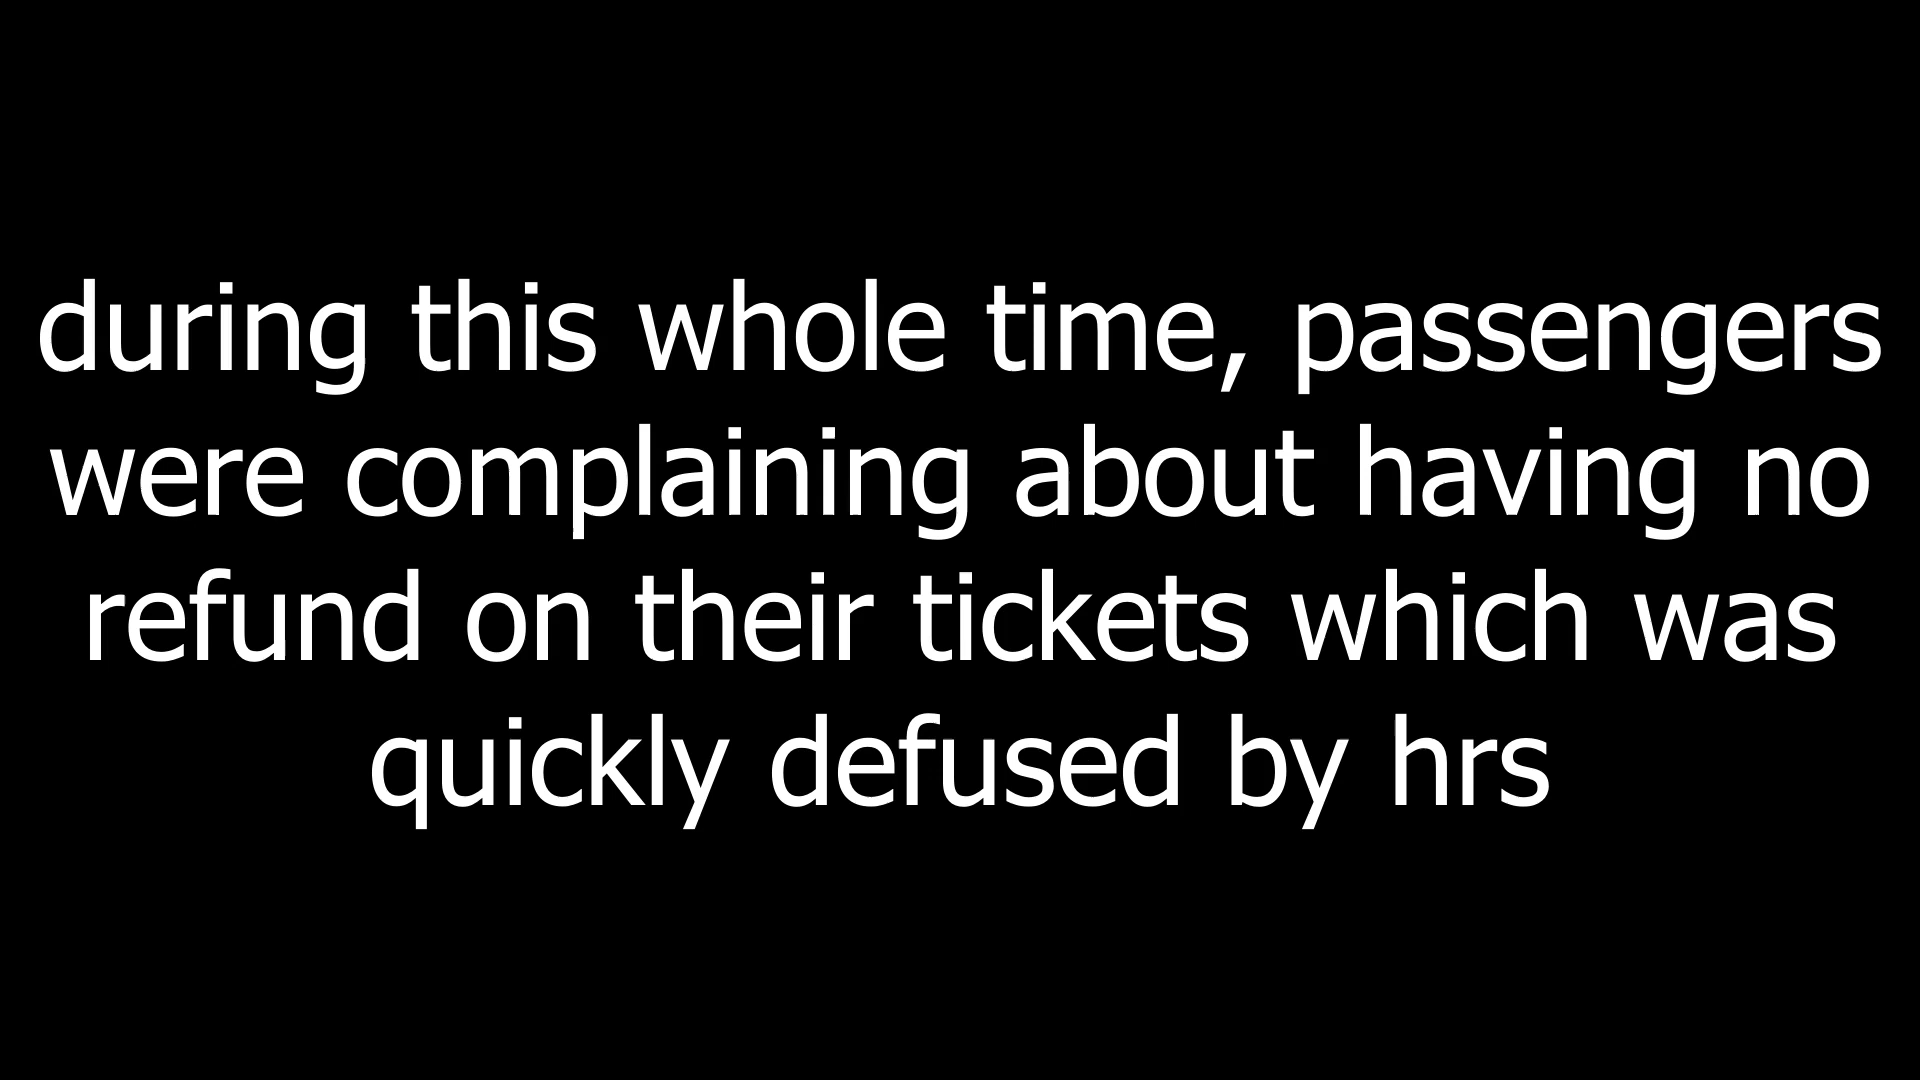 during this whole time, passengers
were complaining about having no
refund on their tickets which was
quickly defused by hrs